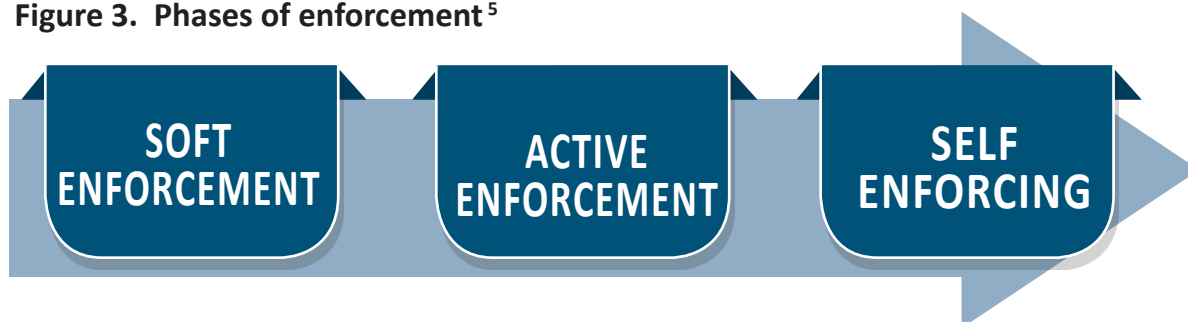 Figure 3. Phases of enforcement 5
SOFT
ENFORCEMENT
ACTIVE
ENFORCEMENT
SELF
ENFORCING